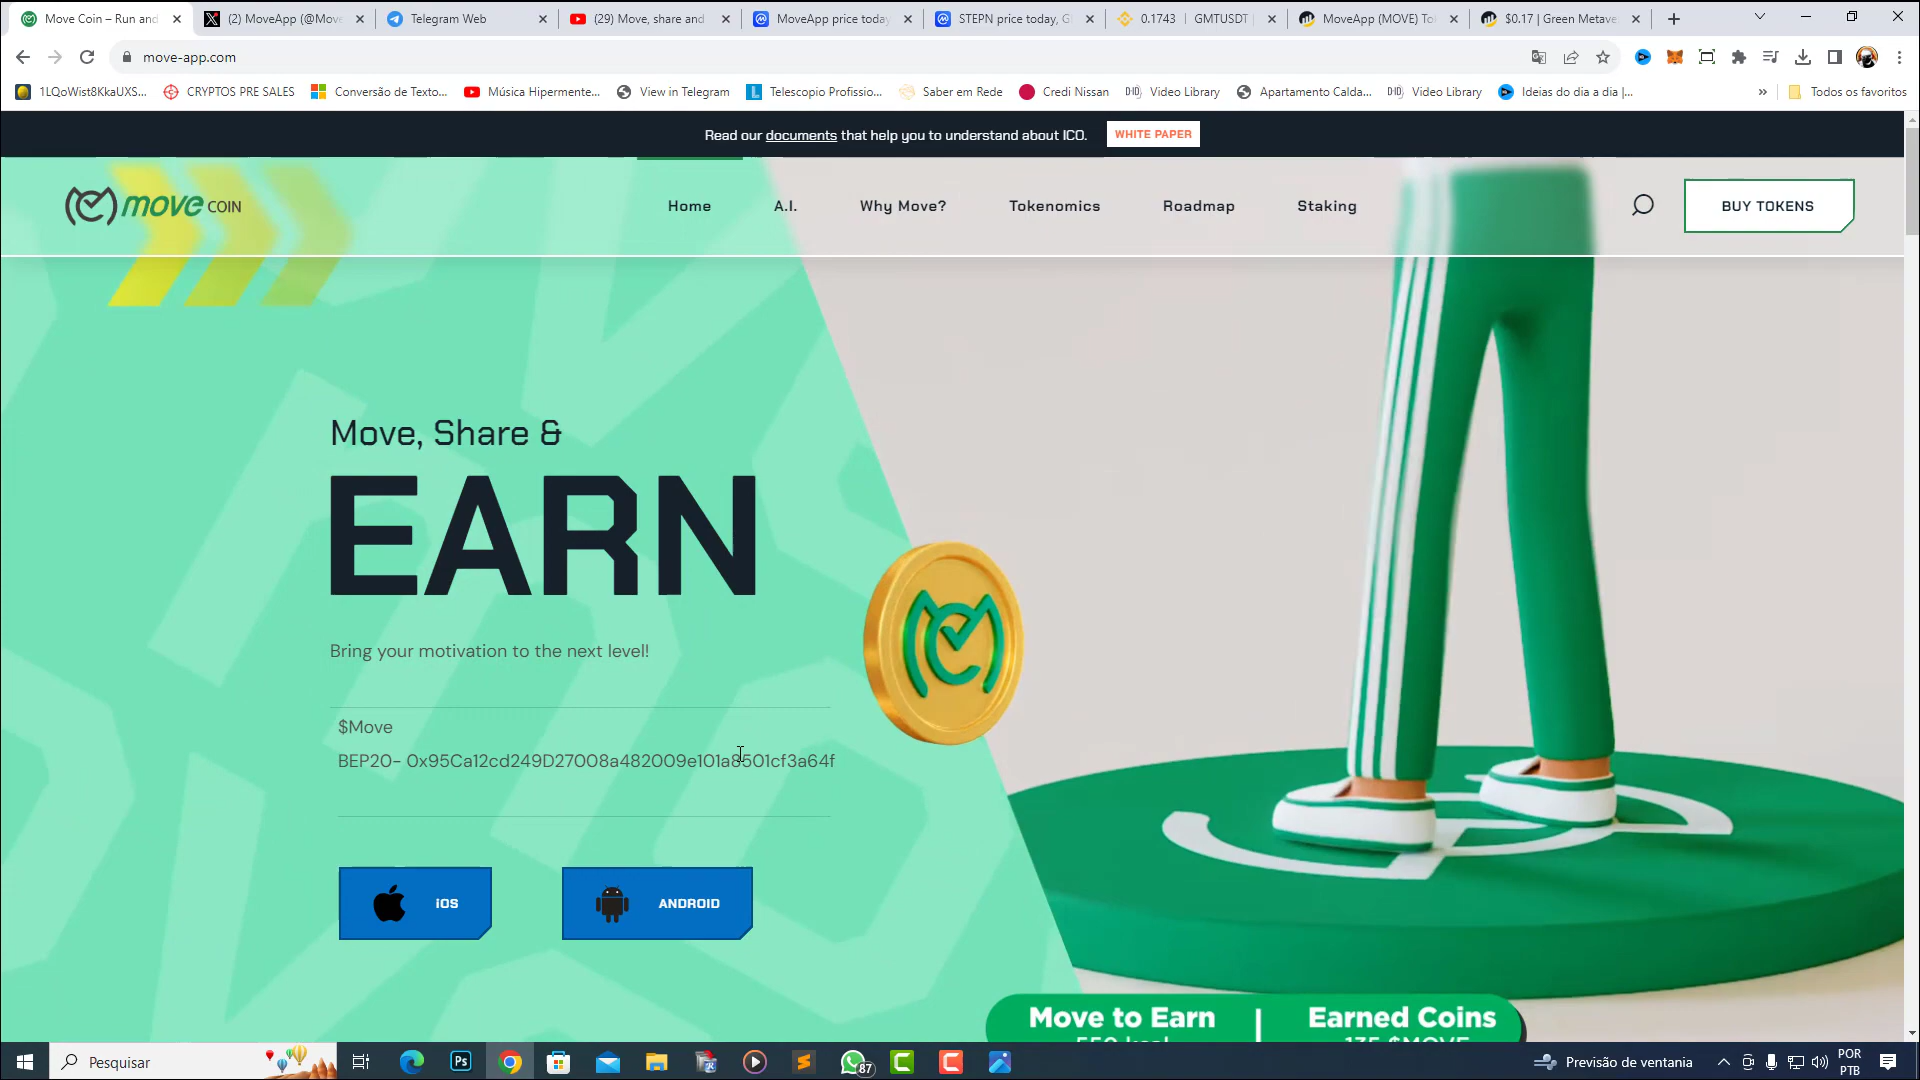 Move Coin – Run and
(2) MoveApp (@Move
Telegram Web
(29) Move, share and
MoveApp price today
STEPN price today, G
0.1743 | GMTUSDT |
MoveApp (MOVE) To
$0.17 | Green Metave
move-app.com
1LQoWist8KkaUXS...
CRYPTOS PRE SALES
Conversão de Texto...
Música Hipermente...
View in Telegram
Telescopio Profissio...
Saber em Rede
Credi Nissan
Video Library
Apartamento Calda...
Video Library
Ideias do dia a dia |...
»
Todos os favoritos
Read our documents that help you to understand about ICO.
WHITE PAPER
move COIN
Home
A.I.
Why Move?
Tokenomics
Roadmap
Staking
BUY TOKENS
Move, Share &
EARN
Bring your motivation to the next level!
$Move
BEP20- 0x95Ca12cd249D27008a482009e101a8501cf3a64f
iOS
ANDROID
Move to Earn
Earned Coins
550 kcal
175 $MOVE
Pesquisar
87
Previsão de ventania
POR
PTB